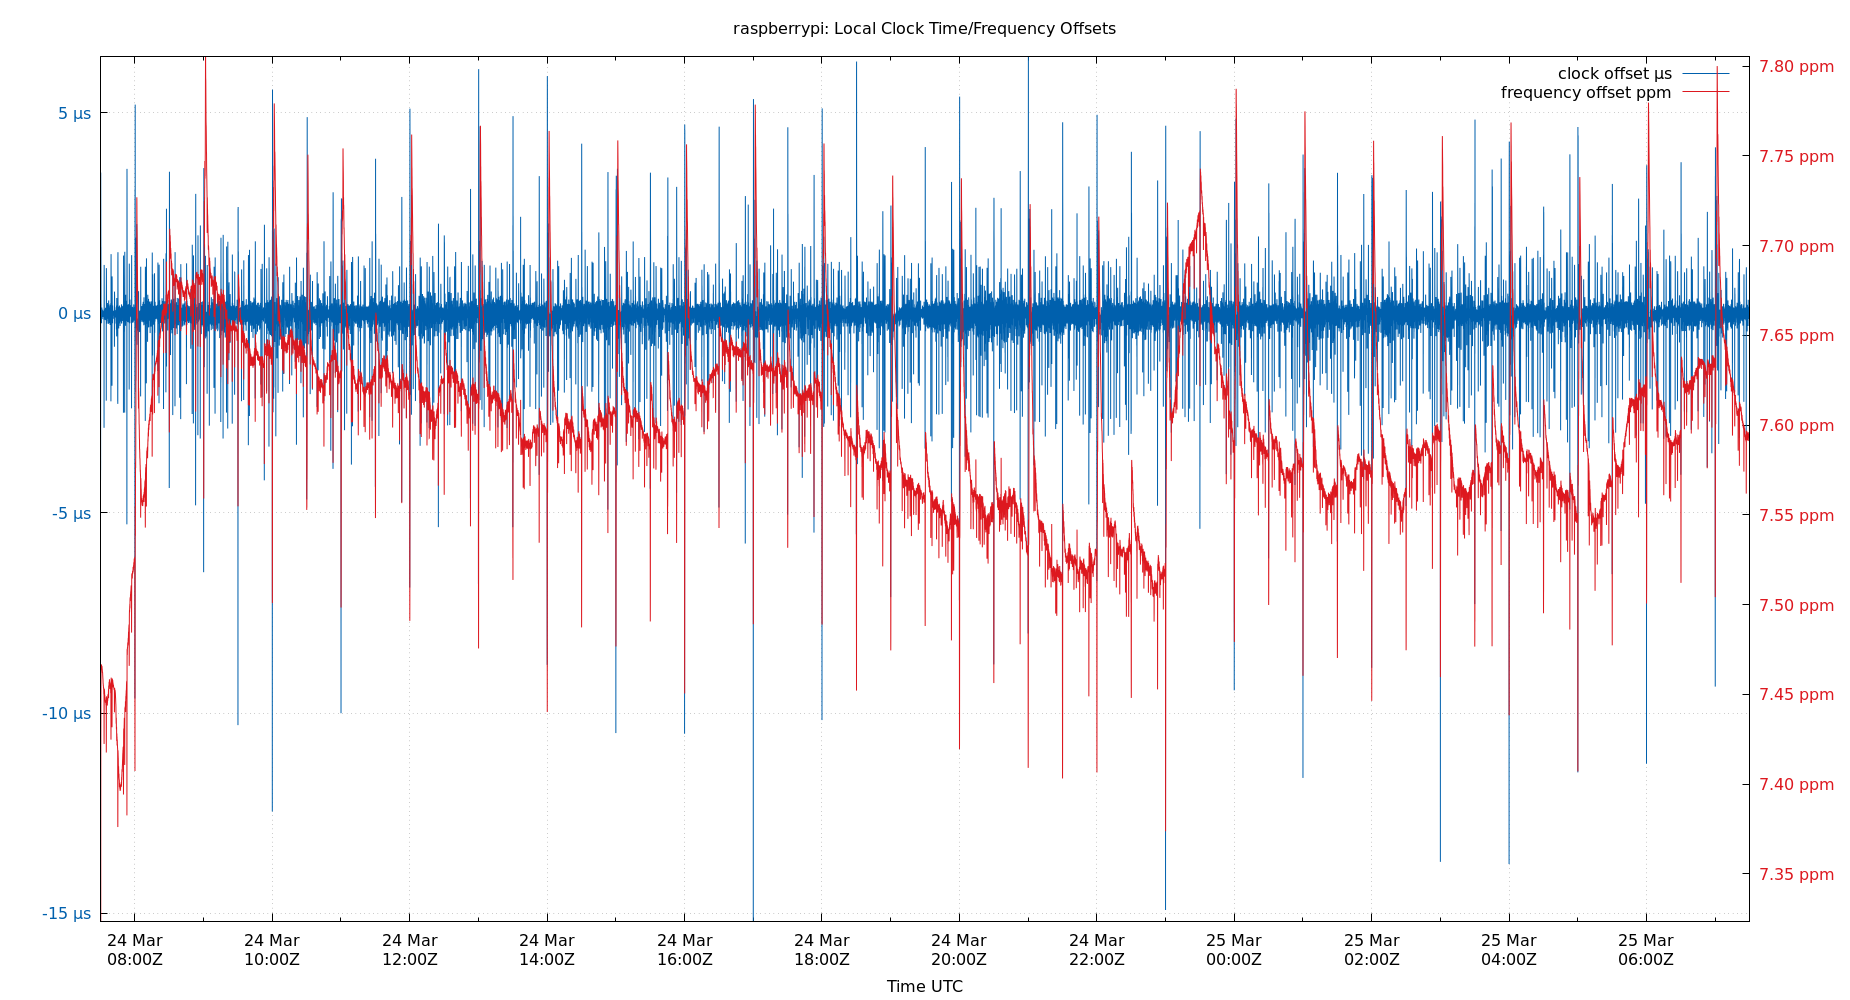 raspberrypi: Local Clock Time/Frequency Offsets
clock offset µs
frequency offset ppm
5 µs
0 µs
-5 µs
-10 µs
-15 µs
7.80 ppm
7.75 ppm
7.70 ppm
7.65 ppm
7.60 ppm
7.55 ppm
7.50 ppm
7.45 ppm
7.40 ppm
7.35 ppm
24 Mar 24 Mar 24 Mar 24 Mar 24 Mar 24 Mar 24 Mar 24 Mar 25 Mar 25 Mar 25 Mar 25 Mar
08:00Z 10:00Z 12:00Z 14:00Z 16:00Z 18:00Z 20:00Z 22:00Z 00:00Z 02:00Z 04:00Z 06:00Z
Time UTC